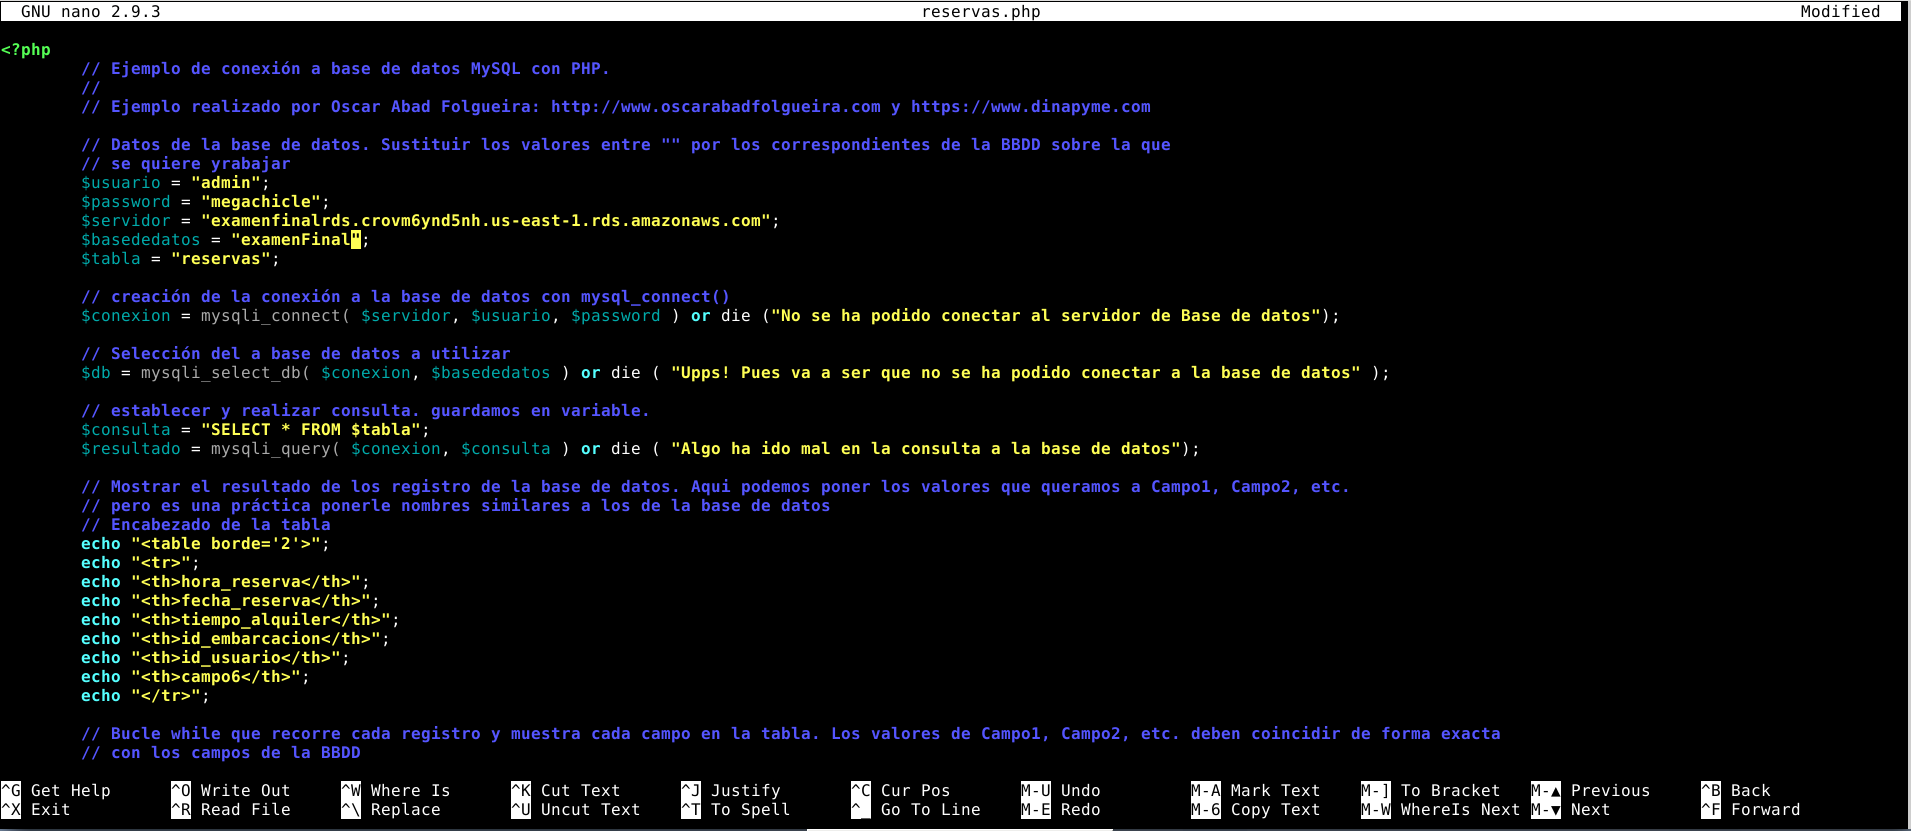 GNU nano 2.9.3 reservas.php Modified
<?php
// Ejemplo de conexión a base de datos MySQL con PHP.
//
// Ejemplo realizado por Oscar Abad Folgueira: http://www.oscarabadfolgueira.com y https://www.dinapyme.com
// Datos de la base de datos. Sustituir los valores entre "" por los correspondientes de la BBDD sobre la que
// se quiere yrabajar
$usuario = "admin";
$password = "megachicle";
$servidor = "examenfinalrds.crovm6ynd5nh.us-east-1.rds.amazonaws.com";
$basededatos = "examenFinal";
$tabla = "reservas";
// creación de la conexión a la base de datos con mysql_connect()
$conexion = mysqli_connect( $servidor, $usuario, $password ) or die ("No se ha podido conectar al servidor de Base de datos");
// Selección del a base de datos a utilizar
$db = mysqli_select_db( $conexion, $basededatos ) or die ( "Upps! Pues va a ser que no se ha podido conectar a la base de datos" );
// establecer y realizar consulta. guardamos en variable.
$consulta = "SELECT * FROM $tabla";
$resultado = mysqli_query( $conexion, $consulta ) or die ( "Algo ha ido mal en la consulta a la base de datos");
// Mostrar el resultado de los registro de la base de datos. Aqui podemos poner los valores que queramos a Campo1, Campo2, etc.
// pero es una práctica ponerle nombres similares a los de la base de datos
// Encabezado de la tabla
echo "<table borde='2'>";
echo "<tr>";
echo "<th>hora_reserva</th>";
echo "<th>fecha_reserva</th>";
echo "<th>tiempo_alquiler</th>";
echo "<th>id_embarcacion</th>";
echo "<th>id_usuario</th>";
echo "<th>campo6</th>";
echo "</tr>";
// Bucle while que recorre cada registro y muestra cada campo en la tabla. Los valores de Campo1, Campo2, etc. deben coincidir de forma exacta
// con los campos de la BBDD
^G Get Help ^O Write Out ^W Where Is ^K Cut Text ^J Justify ^C Cur Pos M-U Undo M-A Mark Text M-] To Bracket M-▲ Previous ^B Back
^X Exit ^R Read File ^\ Replace ^U Uncut Text ^T To Spell ^_ Go To Line M-E Redo M-6 Copy Text M-W WhereIs Next M-▼ Next ^F Forward